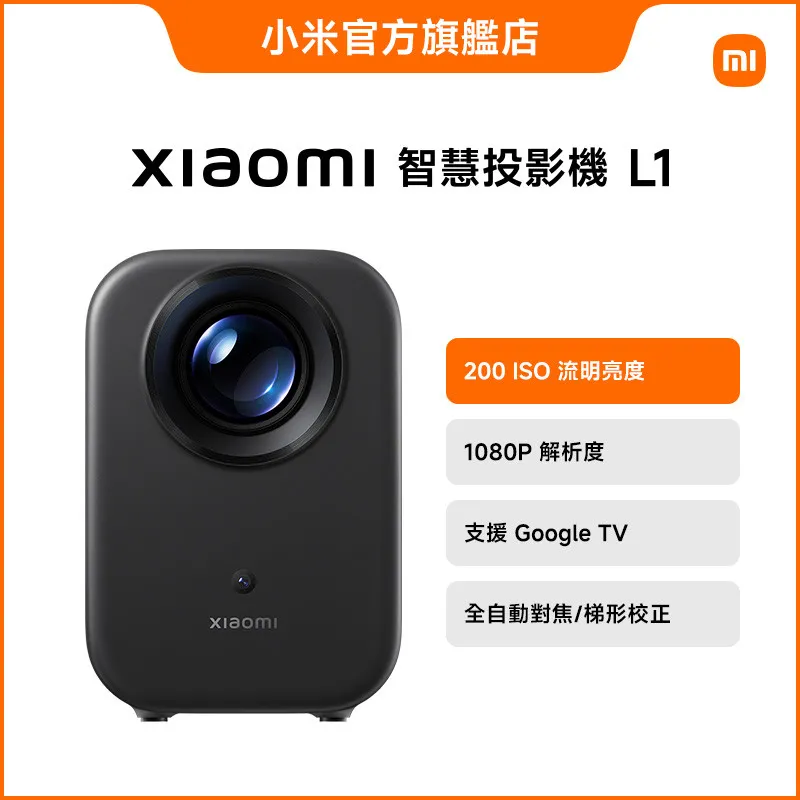 小米官方旗艦店
mi
xiaomi 智慧投影機 L1
200 ISO 流明亮度
1080P 解析度
支援 Google TV
全自動對焦/梯形校正
xiaomi